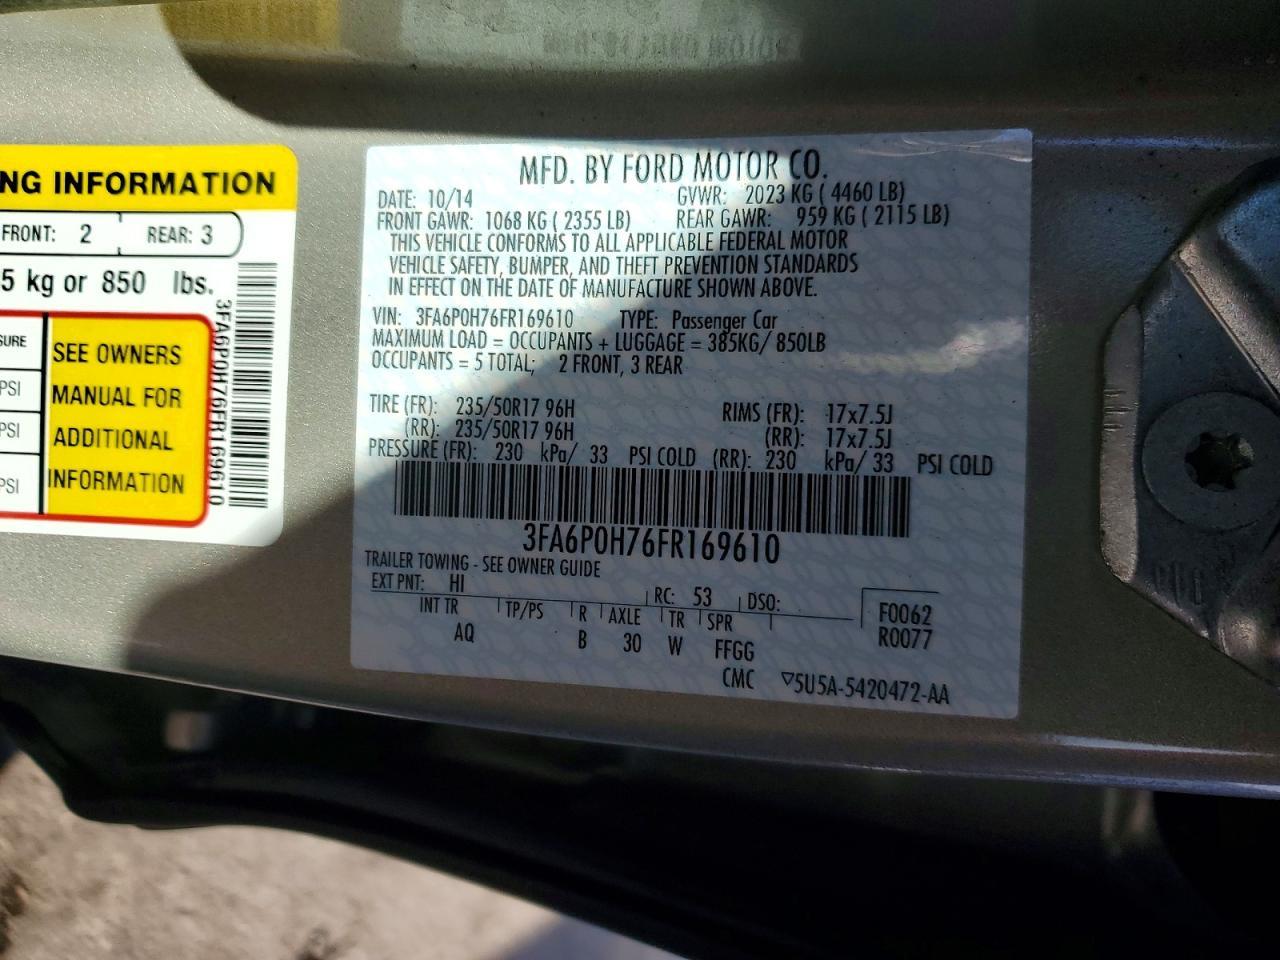 NG INFORMATION
FRONT: 2 REAR: 3
5 kg or 850 lbs.
SURE
PSI
PSI
PSI
SEE OWNERS
MANUAL FOR
ADDITIONAL
INFORMATION
3FA6P0H76FR169610
MFD. BY FORD MOTOR CO.
DATE: 10/14 GVWR: 2023 KG ( 4460 LB)
FRONT GAWR: 1068 KG ( 2355 LB) REAR GAWR: 959 KG ( 2115 LB)
THIS VEHICLE CONFORMS TO ALL APPLICABLE FEDERAL MOTOR
VEHICLE SAFETY, BUMPER, AND THEFT PREVENTION STANDARDS
IN EFFECT ON THE DATE OF MANUFACTURE SHOWN ABOVE.
VIN: 3FA6P0H76FR169610 TYPE: Passenger Car
MAXIMUM LOAD = OCCUPANTS + LUGGAGE = 385KG/ 850LB
OCCUPANTS = 5 TOTAL; 2 FRONT, 3 REAR
TIRE (FR): 235/50R17 96H RIMS (FR): 17x7.5J
(RR): 235/50R17 96H (RR): 17x7.5J
PRESSURE (FR): 230 kPa/ 33 PSI COLD (RR): 230 kPa/ 33 PSI COLD
3FA6P0H76FR169610
TRAILER TOWING - SEE OWNER GUIDE
EXT PNT: HI RC: 53 DSO:
INT TR TP/PS R AXLE TR SPR F0062
AQ B 30 W FFGG R0077
CMC ▽5U5A-5420472-AA